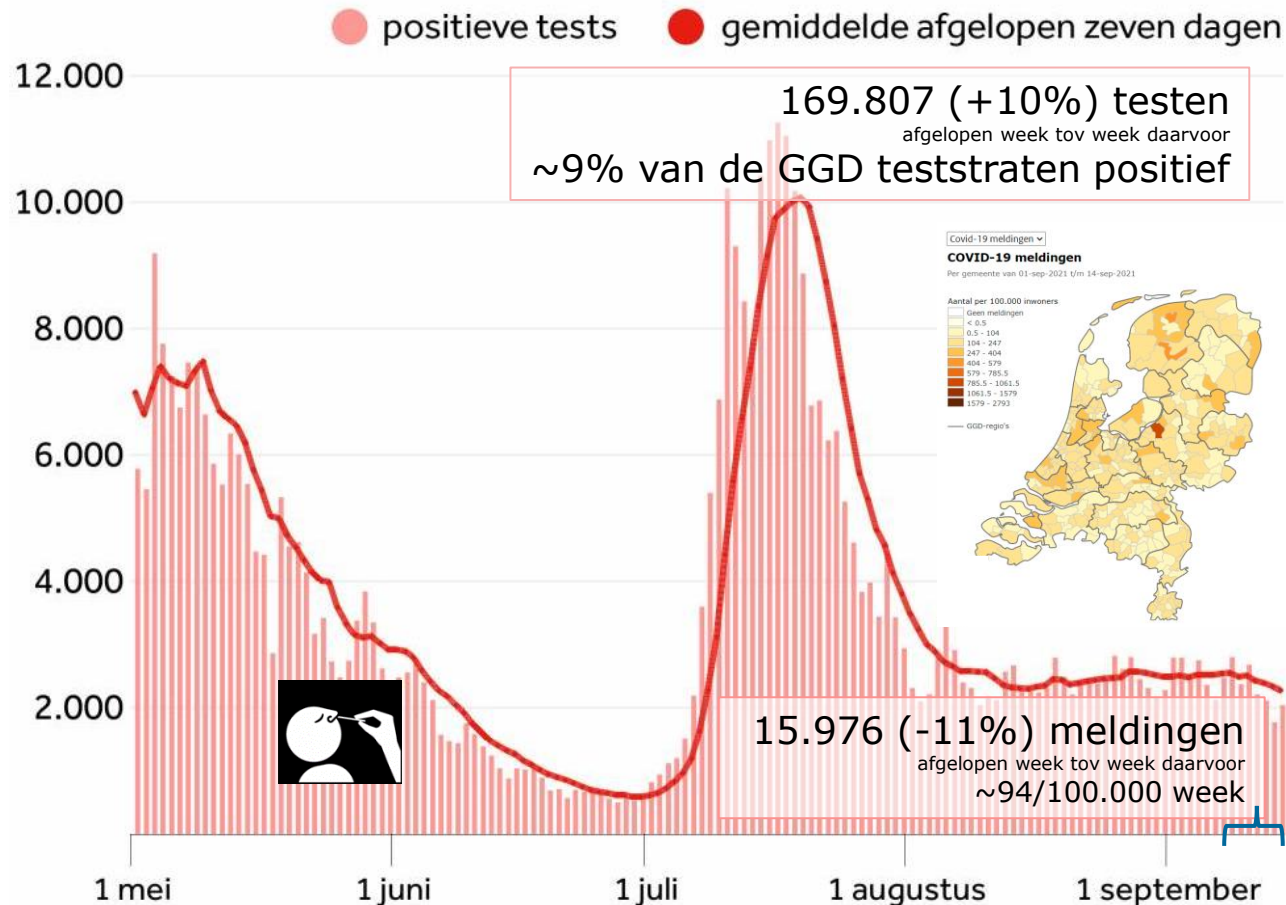 positieve tests
gemiddelde afgelopen zeven dagen
12.000
10.000
8.000
6.000
4.000
2.000
169.807 (+10%) testen
afgelopen week tov week daarvoor
~9% van de GGD teststraten positief
Covid-19 meldingen
COVID-19 meldingen
Per gemeente van 01-sep-2021 t/m 14-sep-2021
Aantal per 100.000 inwoners
Geen meldingen
< 0.5
0.5 - 104
104 - 247
247 - 404
404 - 579
579 - 785.5
785.5 - 1061.5
1061.5 - 1579
1579 - 2793
GGD-regio's
15.976 (-11%) meldingen
afgelopen week tov week daarvoor
~94/100.000 week
1 mei
1 juni
1 juli
1 augustus
1 september